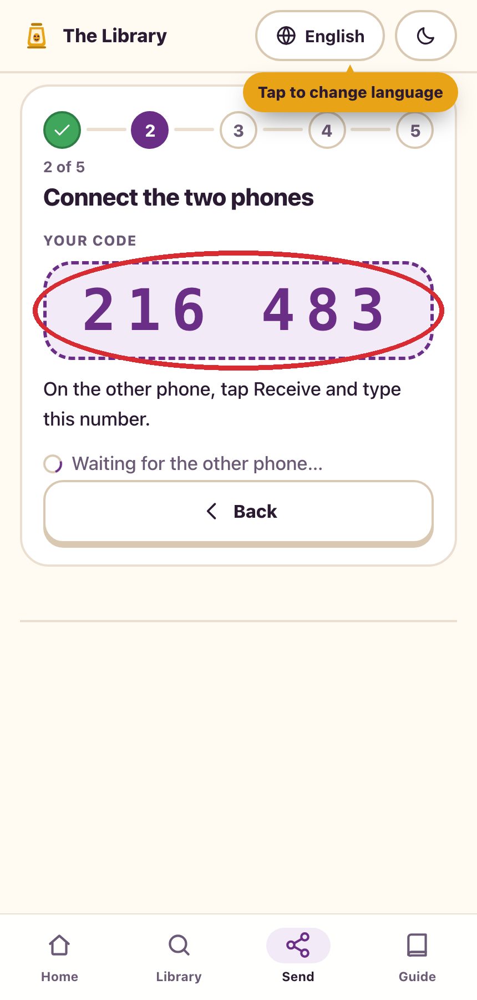 The Library
English
Tap to change language
2
3
4
5
2 of 5
Connect the two phones
YOUR CODE
216 483
On the other phone, tap Receive and type
this number.
Waiting for the other phone...
Back
Home
Library
Send
Guide